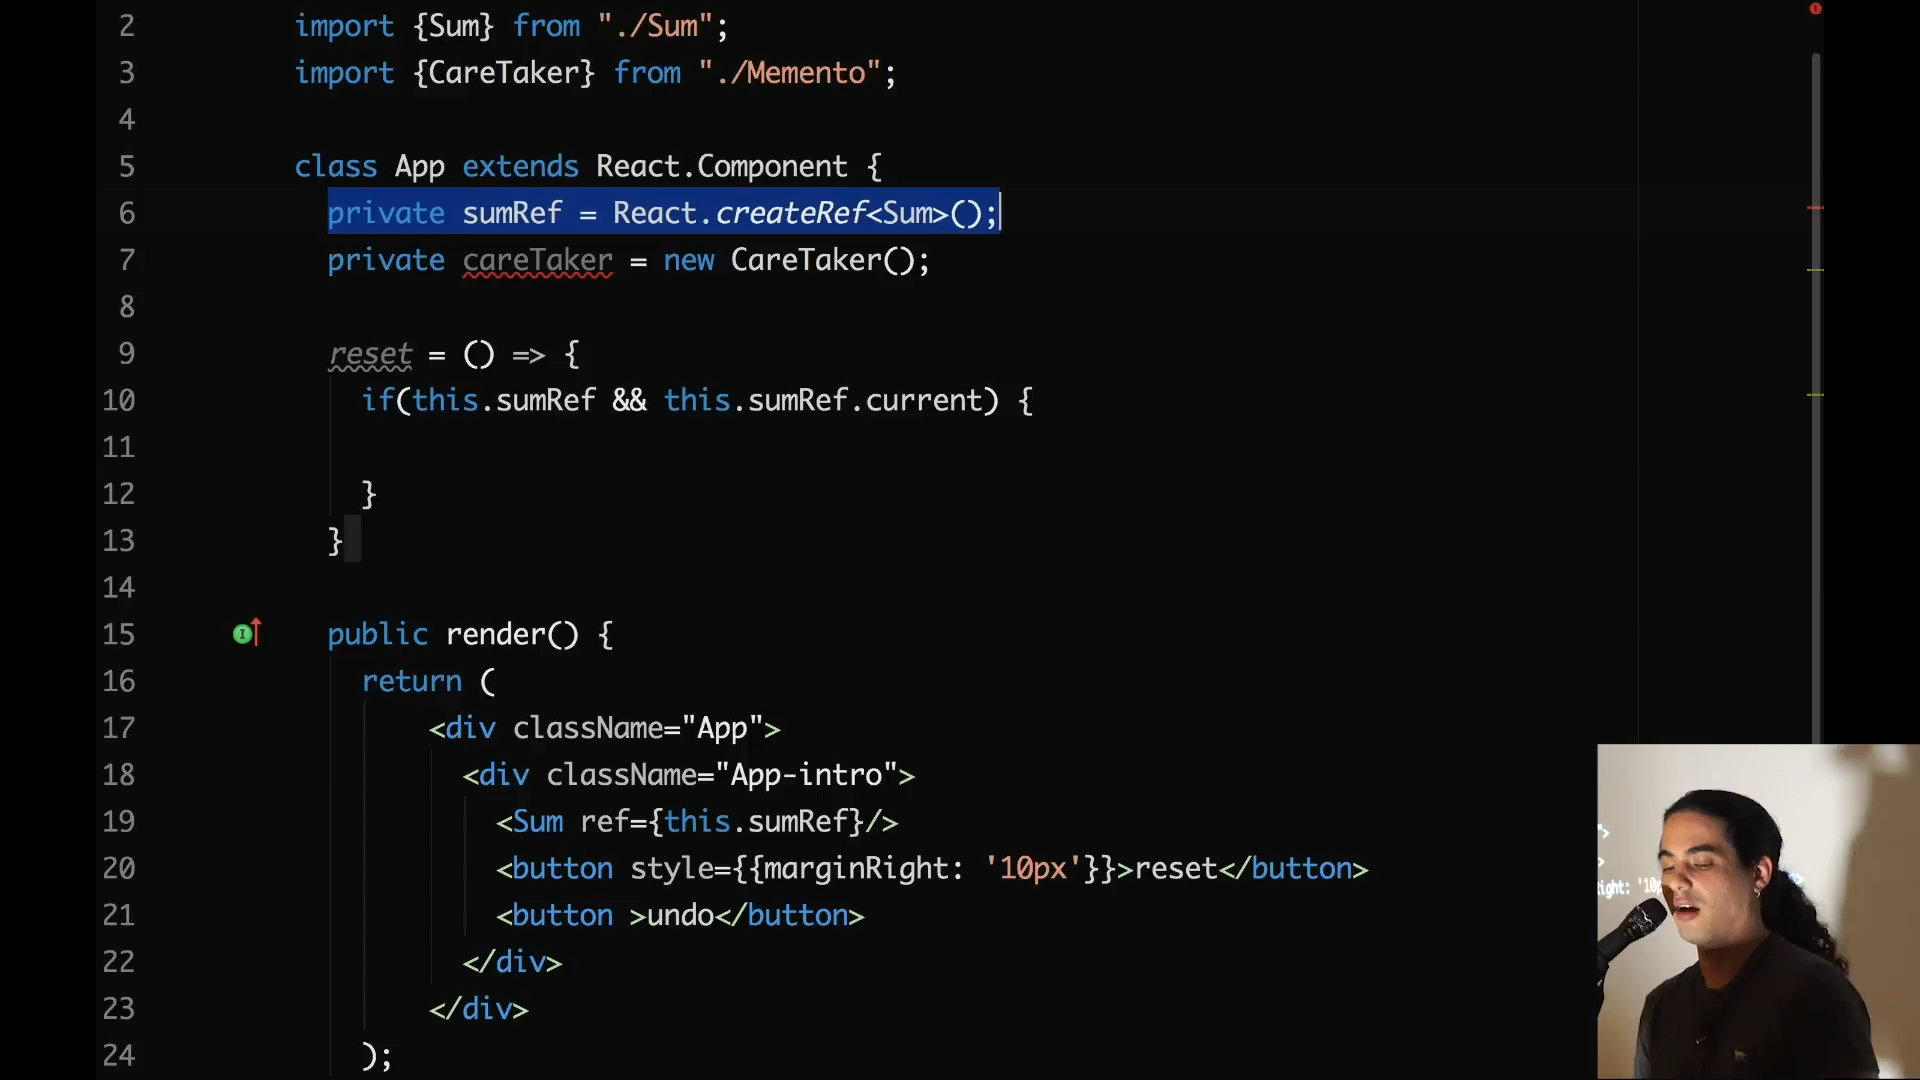 2 import {Sum} from "./Sum";
3 import {CareTaker} from "./Memento";
4
5 class App extends React.Component {
6 private sumRef = React.createRef<Sum>();
7 private careTaker = new CareTaker();
8
9 reset = () => {
10 if(this.sumRef && this.sumRef.current) {
11
12 }
13 }
14
15 public render() {
16 return (
17 <div className="App">
18 <div className="App-intro">
19 <Sum ref={this.sumRef}/>
20 <button style={{marginRight: '10px'}}>reset</button>
21 <button >undo</button>
22 </div>
23 </div>
24 );